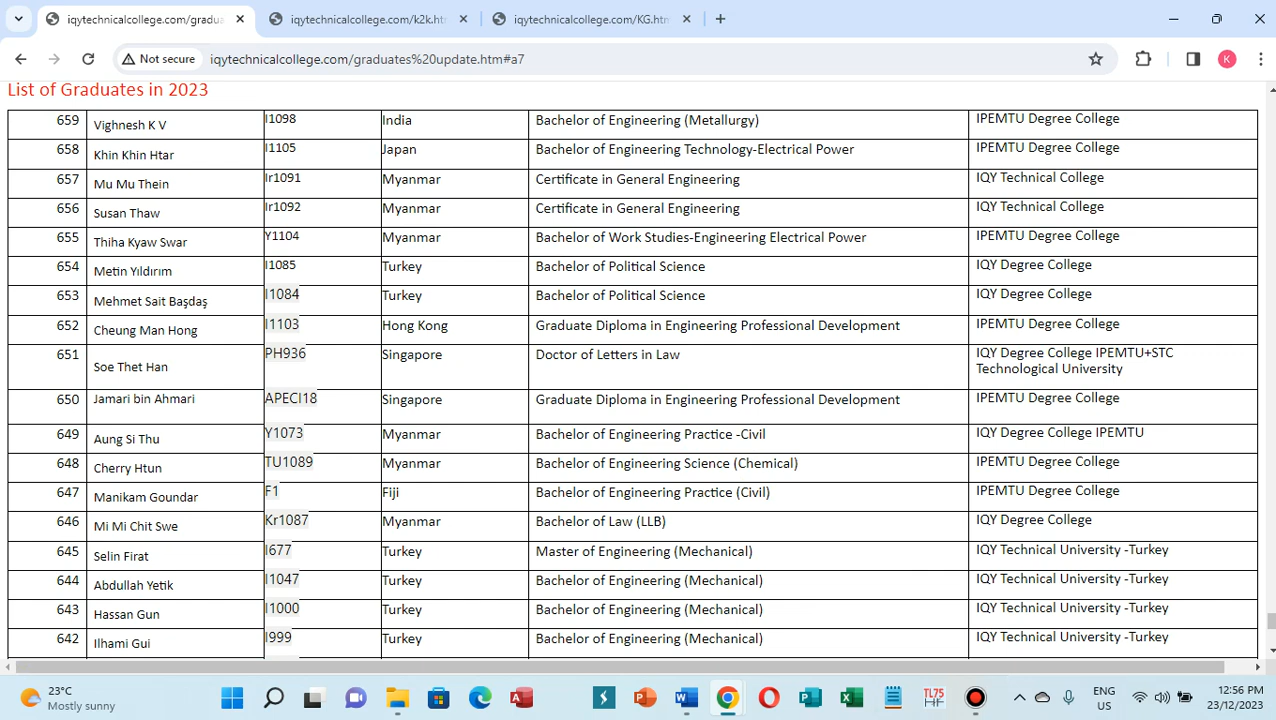 iqytechnicalcollege.com/gradua
iqytechnicalcollege.com/k2k.ht
iqytechnicalcollege.com/KG.htm
Not secure
iqytechnicalcollege.com/graduates%20update.htm#a7
K
List of Graduates in 2023
659 Vighnesh K V I1098 India Bachelor of Engineering (Metallurgy) IPEMTU Degree College
658 Khin Khin Htar I1105 Japan Bachelor of Engineering Technology-Electrical Power IPEMTU Degree College
657 Mu Mu Thein Ir1091 Myanmar Certificate in General Engineering IQY Technical College
656 Susan Thaw Ir1092 Myanmar Certificate in General Engineering IQY Technical College
655 Thiha Kyaw Swar Y1104 Myanmar Bachelor of Work Studies-Engineering Electrical Power IPEMTU Degree College
654 Metin Yıldırım I1085 Turkey Bachelor of Political Science IQY Degree College
653 Mehmet Sait Başdaş I1084 Turkey Bachelor of Political Science IQY Degree College
652 Cheung Man Hong I1103 Hong Kong Graduate Diploma in Engineering Professional Development IPEMTU Degree College
651 Soe Thet Han PH936 Singapore Doctor of Letters in Law IQY Degree College IPEMTU+STC
Technological University
650 Jamari bin Ahmari APECI18 Singapore Graduate Diploma in Engineering Professional Development IPEMTU Degree College
649 Aung Si Thu Y1073 Myanmar Bachelor of Engineering Practice -Civil IQY Degree College IPEMTU
648 Cherry Htun TU1089 Myanmar Bachelor of Engineering Science (Chemical) IPEMTU Degree College
647 Manikam Goundar F1 Fiji Bachelor of Engineering Practice (Civil) IPEMTU Degree College
646 Mi Mi Chit Swe Kr1087 Myanmar Bachelor of Law (LLB) IQY Degree College
645 Selin Firat I677 Turkey Master of Engineering (Mechanical) IQY Technical University -Turkey
644 Abdullah Yetik I1047 Turkey Bachelor of Engineering (Mechanical) IQY Technical University -Turkey
643 Hassan Gun I1000 Turkey Bachelor of Engineering (Mechanical) IQY Technical University -Turkey
642 Ilhami Gui I999 Turkey Bachelor of Engineering (Mechanical) IQY Technical University -Turkey
23°C
Mostly sunny
TL75
ENG
US
12:56 PM
23/12/2023